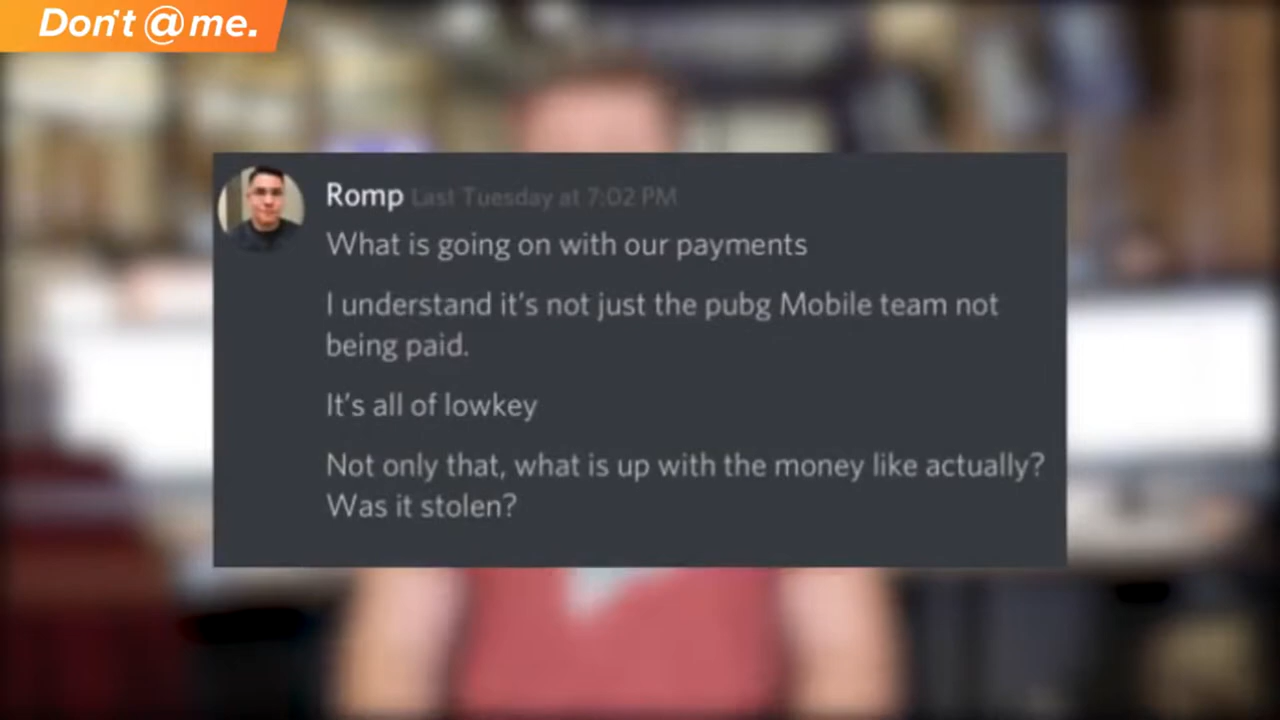 Don't @me.
Romp Last Tuesday at 7:02 PM
What is going on with our payments
I understand it's not just the pubg Mobile team not
being paid.
It's all of lowkey
Not only that, what is up with the money like actually?
Was it stolen?